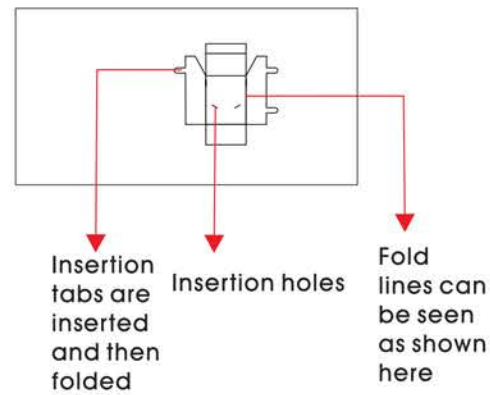 Insertion
tabs are
inserted
and then
folded
Insertion holes
Fold
lines can
be seen
as shown
here